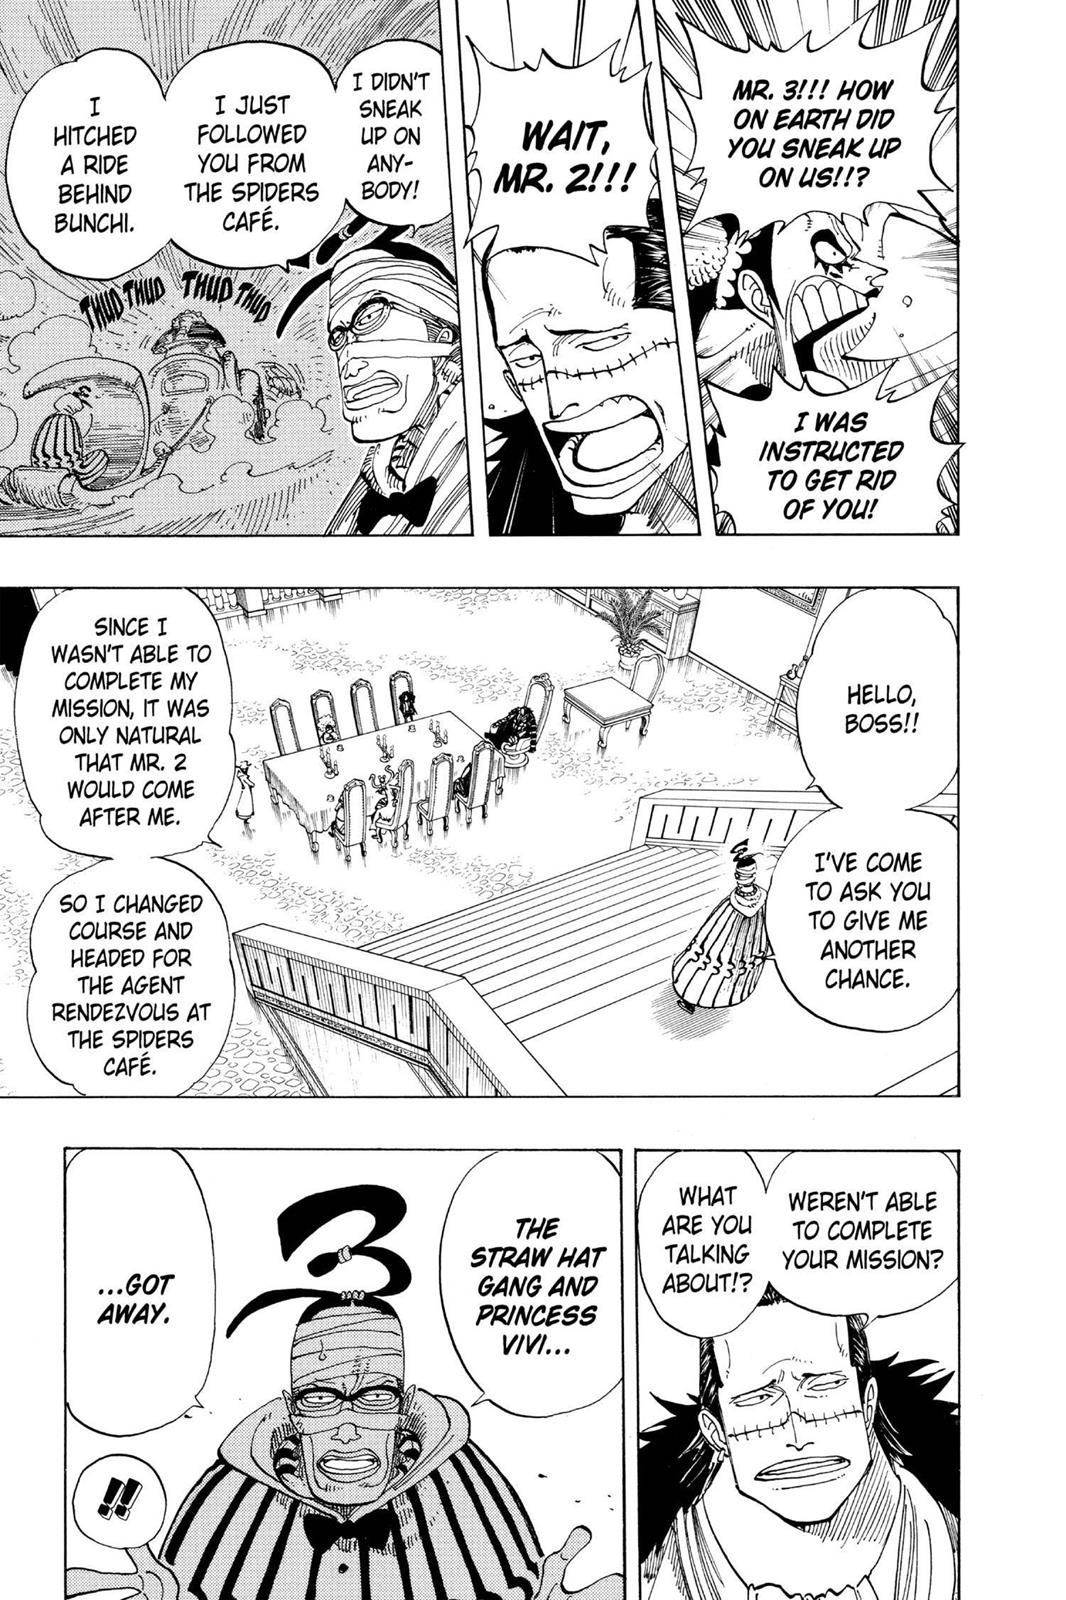 MR. 3!!! HOW
ON EARTH DID
YOU SNEAK UP
ON US!!?
I WAS
INSTRUCTED
TO GET RID
OF YOU!
WAIT,
MR. 2!!!
I DIDN'T
SNEAK
UP ON
ANY-
BODY!
I JUST
FOLLOWED
YOU FROM
THE SPIDERS
CAFÉ.
I
HITCHED
A RIDE
BEHIND
BUNCHI.
THUD THUD THUD THUD
HELLO,
BOSS!!
I'VE COME
TO ASK YOU
TO GIVE ME
ANOTHER
CHANCE.
SINCE I
WASN'T ABLE TO
COMPLETE MY
MISSION, IT WAS
ONLY NATURAL
THAT MR. 2
WOULD COME
AFTER ME.
SO I CHANGED
COURSE AND
HEADED FOR
THE AGENT
RENDEZVOUS AT
THE SPIDERS
CAFÉ.
WEREN'T ABLE
TO COMPLETE
YOUR MISSION?
WHAT
ARE YOU
TALKING
ABOUT!?
THE
STRAW HAT
GANG AND
PRINCESS
VIVI...
3
...GOT
AWAY.
!!